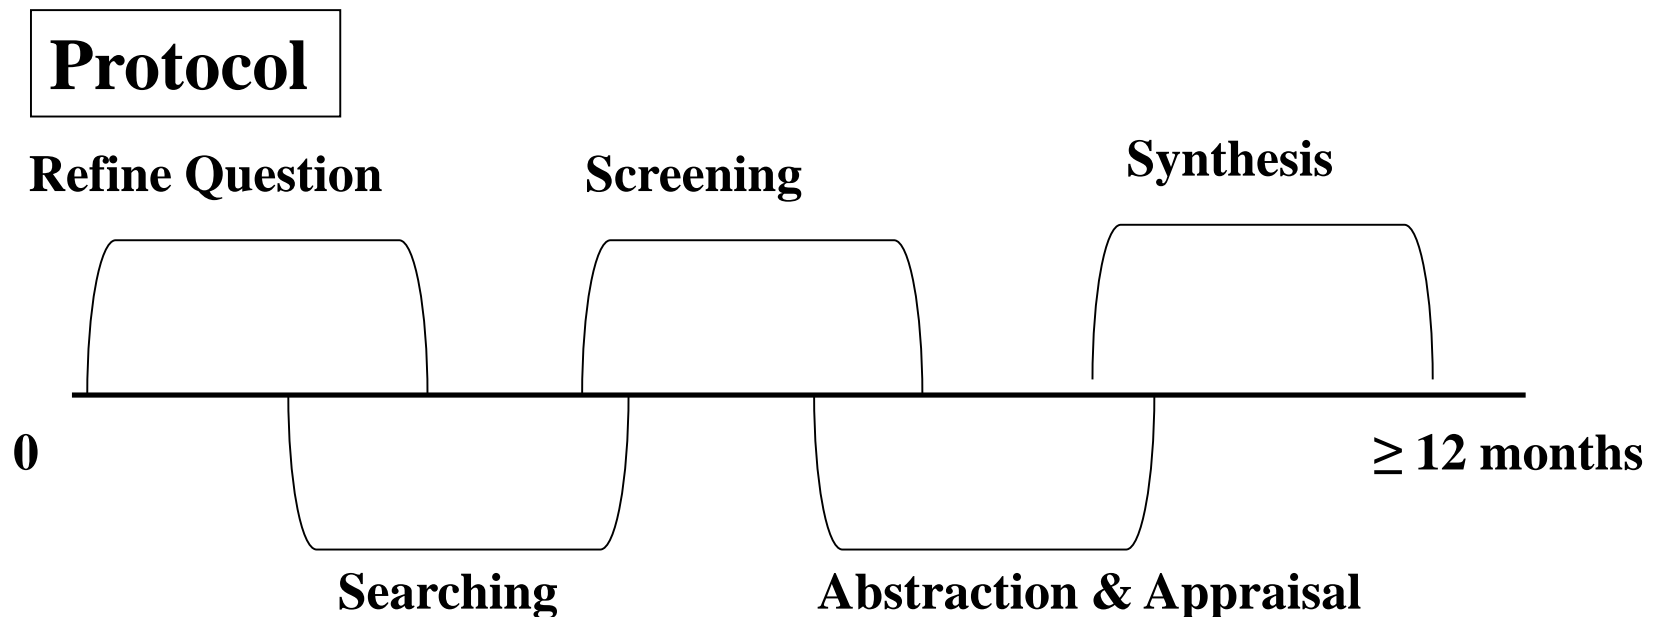 Protocol
Refine Question
Screening
Synthesis
0
≥ 12 months
Searching
Abstraction & Appraisal